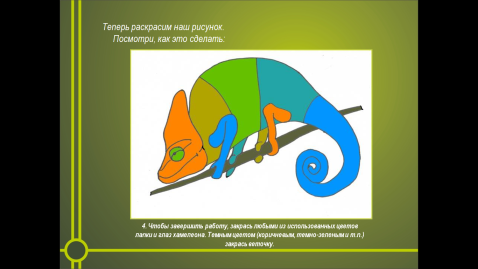 Теперь раскрасим наш рисунок.
Посмотри, как это сделать:
4. Чтобы завершить работу, закрась любыми из использованных цветов
лапки и глаз хамелеона. Темным цветом (коричневым, темно-зеленым и т.п.)
закрась веточку.